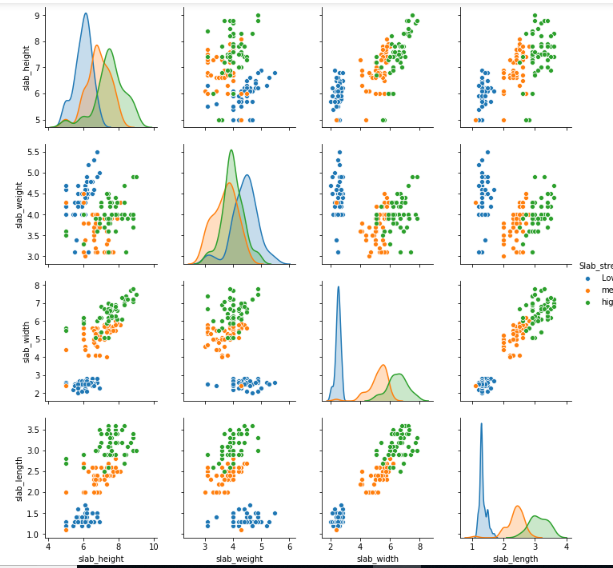 9
8
7
6
5
slab_height
5.5
5.0
4.5
4.0
3.5
3.0
slab_weight
Slab_stre
Lo
me
hig
8
7
6
5
4
3
2
slab_width
3.5
3.0
2.5
2.0
1.5
1.0
slab_length
4 6 8 10
3 4 5 6
2 4 6 8
1 2 3 4
slab_height
slab_weight
slab_width
slab_length